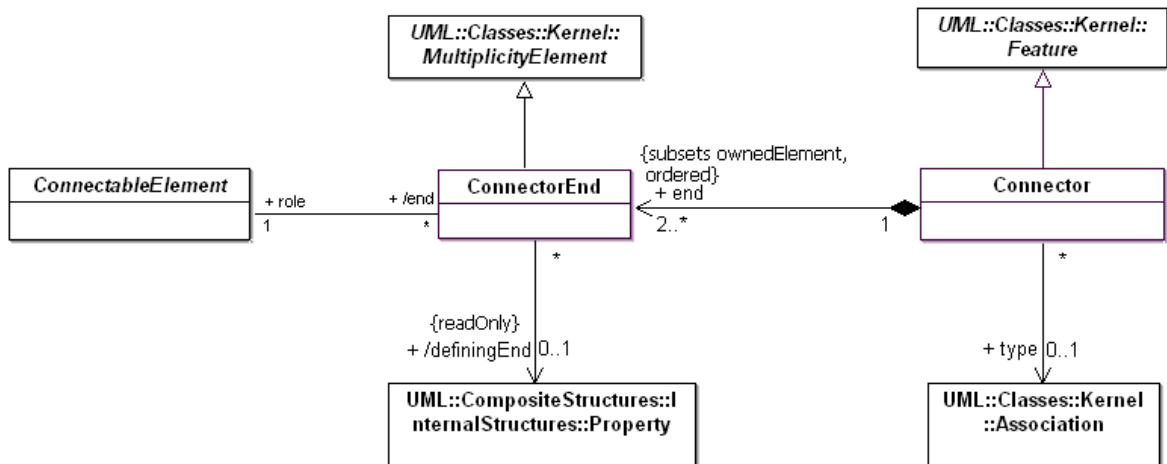 UML::Classes::Kernel::
MultiplicityElement
UML::Classes::Kernel::
Feature
{subsets ownedElement,
ordered}
+ end
2..*
1
ConnectableElement
+ role
1
+ /end
*
ConnectorEnd
Connector
*
{readOnly}
+ /definingEnd
0..1
*
+ type
0..1
UML::CompositeStructures::I
nternalStructures::Property
UML::Classes::Kernel
::Association